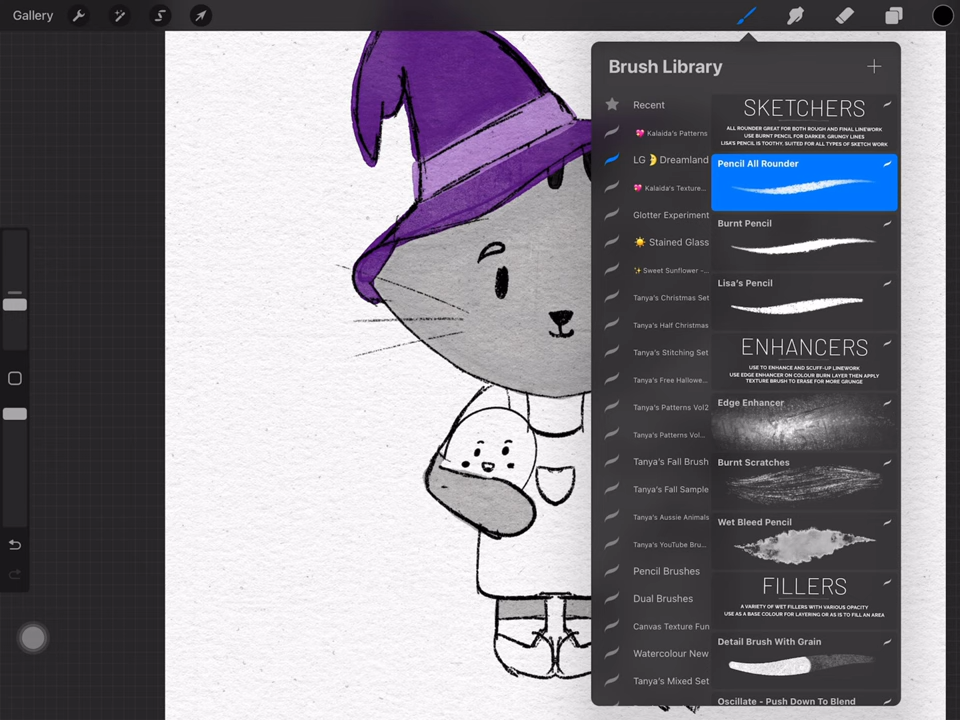 Gallery
Brush Library
Recent
💖 Kalaida's Patterns
LG 🌛 Dreamland
💖 Kalaida's Texture...
Glotter Experiment
☀️ Stained Glass
✨ Sweet Sunflower -...
Tanya's Christmas Set
Tanya's Half Christmas
Tanya's Stitching Set
Tanya's Free Hallowe...
Tanya's Patterns Vol2
Tanya's Patterns Vol...
Tanya's Fall Brush
Tanya's Fall Sample
Tanya's Aussie Animals
Tanya's YouTube Bru...
Pencil Brushes
Dual Brushes
Canvas Texture Fun
Watercolour New
Tanya's Mixed Set
SKETCHERS
ALL ROUNDER GREAT FOR BOTH ROUGH AND FINAL LINEWORK
USE BURNT PENCIL FOR DARKER, GRUNGY LINES
LISA'S PENCIL IS TOOTHY. SUITED FOR ALL TYPES OF SKETCH WORK
Pencil All Rounder
Burnt Pencil
Lisa's Pencil
ENHANCERS
USE TO ENHANCE AND SCUFF-UP LINEWORK
USE EDGE ENHANCER ON COLOUR BURN LAYER THEN APPLY
TEXTURE BRUSH TO ERASE FOR MORE GRUNGE
Edge Enhancer
Burnt Scratches
Wet Bleed Pencil
FILLERS
A VARIETY OF WET FILLERS WITH VARIOUS OPACITY
USE AS A BASE COLOUR FOR LAYERING OR AS IS TO FILL AN AREA
Detail Brush With Grain
Oscillate - Push Down To Blend